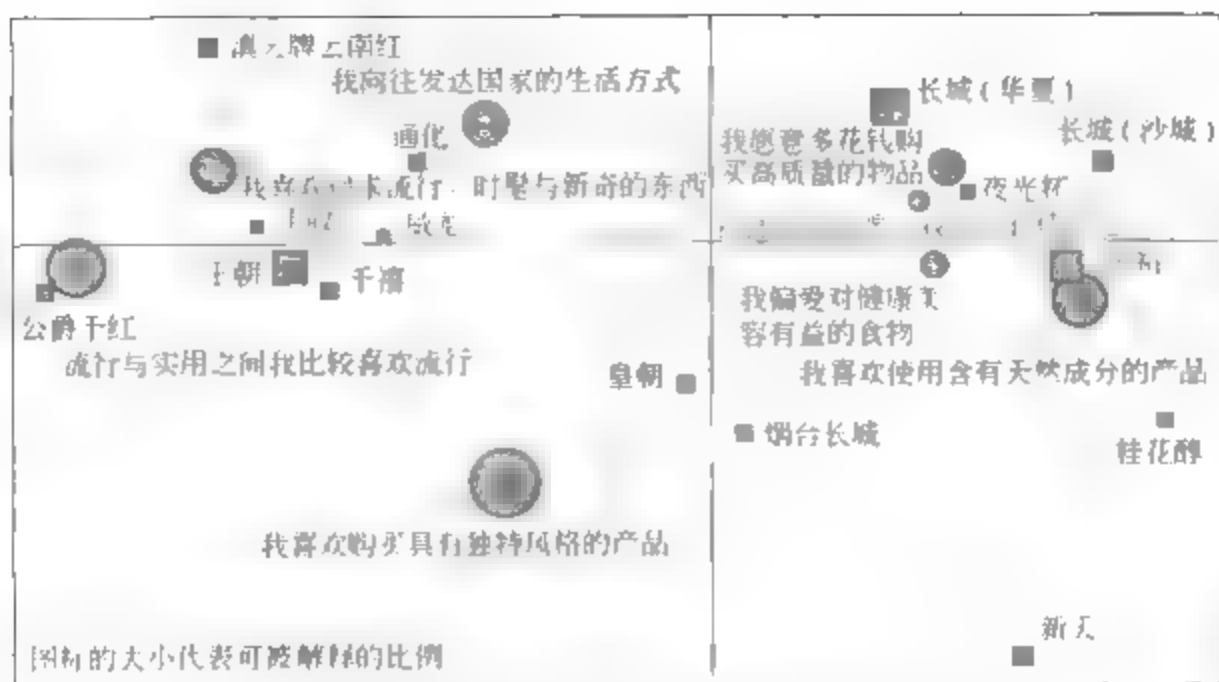 滇 牌云南红
我向往发达国家的生活方式
长城(华夏)
通化
长城(沙城)
我愿意多花钱购
买高质量的物品
流行、时髦与新奇的东西
夜光杯
王朝
千禧
公爵干红
我偏爱对健康
容有益的食物
流行与实用之间我比较喜欢流行
皇朝
我喜欢使用含有天然成分的产品
烟台长城
桂花醇
我喜欢购买具有独特风格的产品
新天
图标的大小代表可被解释的比例